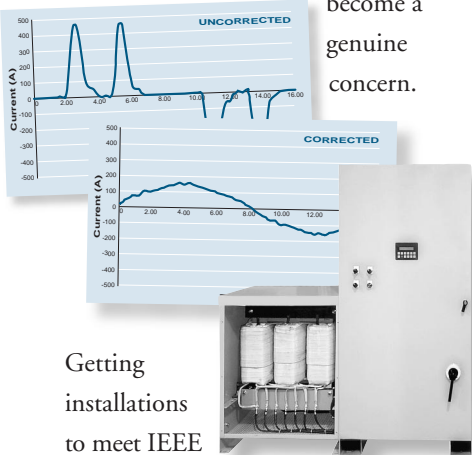 become a
genuine
concern.
UNCORRECTED
Current (A)
500
400
300
200
100
0
-100
-200
-300
-400
-500
2.00 4.00 6.00 8.00 10.00 12.00 14.00 16.00
CORRECTED
Current (A)
500
400
300
200
100
0
-100
-200
-300
-400
-500
2.00 4.00 6.00 8.00 10.00 12.00
Getting
installations
to meet IEEE